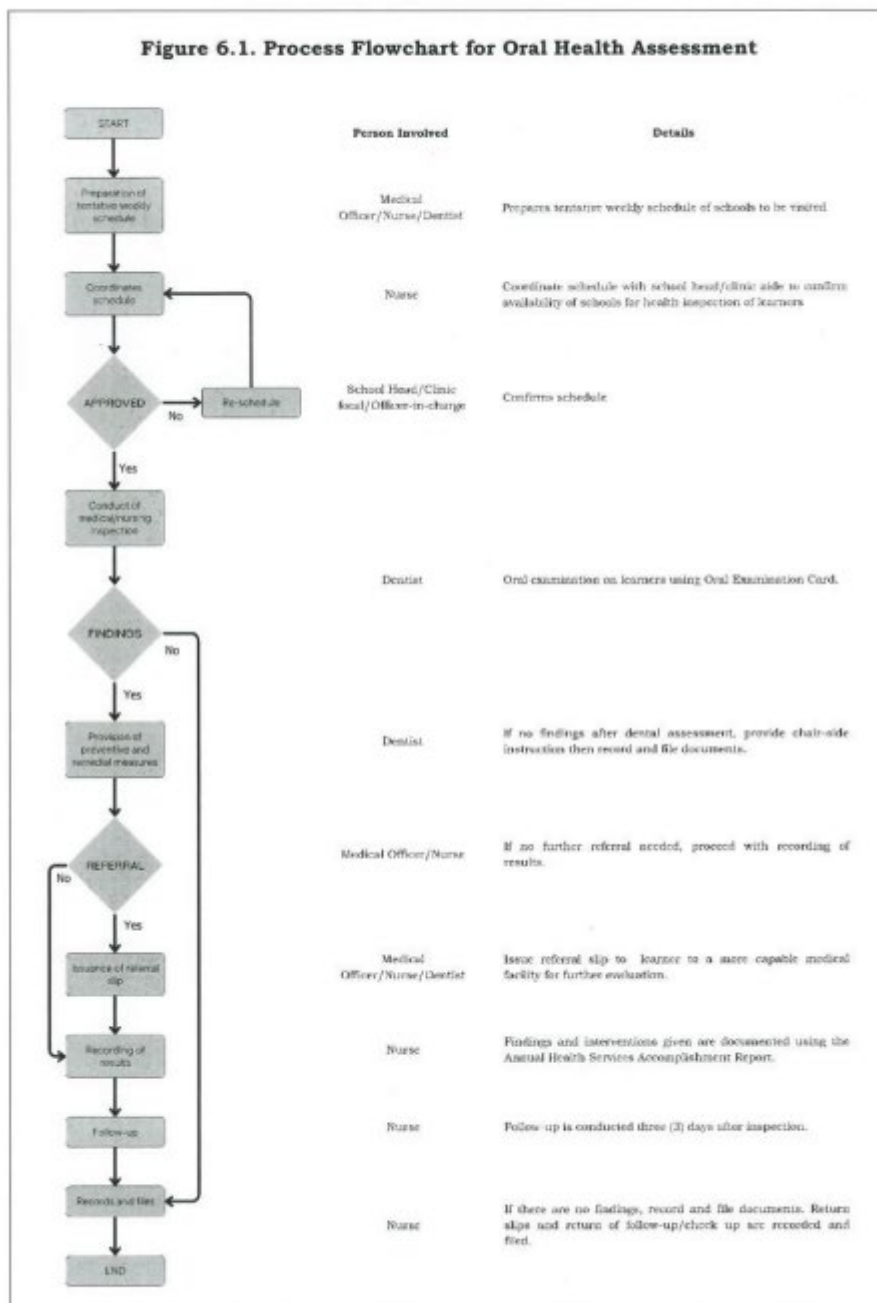 Figure 6.1. Process Flowchart for Oral Health Assessment
START
Person Involved
Details
Preparation of
tentative weekly
schedule
Medical
Officer/Nurse/Dentist
Prepares tentative weekly schedule of schools to be visited
Coordinates
schedule
Nurse
Coordinate schedule with school head/clinic aide to confirm
availability of schools for health inspection of learners
APPROVED
No
Re-schedule
School Head/Clinic
focal/Officer-in-charge
Confirms schedule
Yes
Conduct of
medical/nursing
inspection
Dentist
Oral examination on learners using Oral Examination Card.
FINDINGS
No
Yes
Provision of
preventive and
remedial measures
Dentist
If no findings after dental assessment, provide chair-side
instruction then record and file documents.
REFERRAL
No
Medical Officer/Nurse
If no further referral needed, proceed with recording of
results.
Yes
Issuance of referral
slip
Medical
Officer/Nurse/Dentist
Issue referral slip to learner to a more capable medical
facility for further evaluation.
Recording of
results
Nurse
Findings and interventions given are documented using the
Annual Health Services Accomplishment Report.
Follow-up
Nurse
Follow-up is conducted three (3) days after inspection.
Records and files
Nurse
If there are no findings, record and file documents. Return
slips and return of follow-up/check up are recorded and
filed.
END